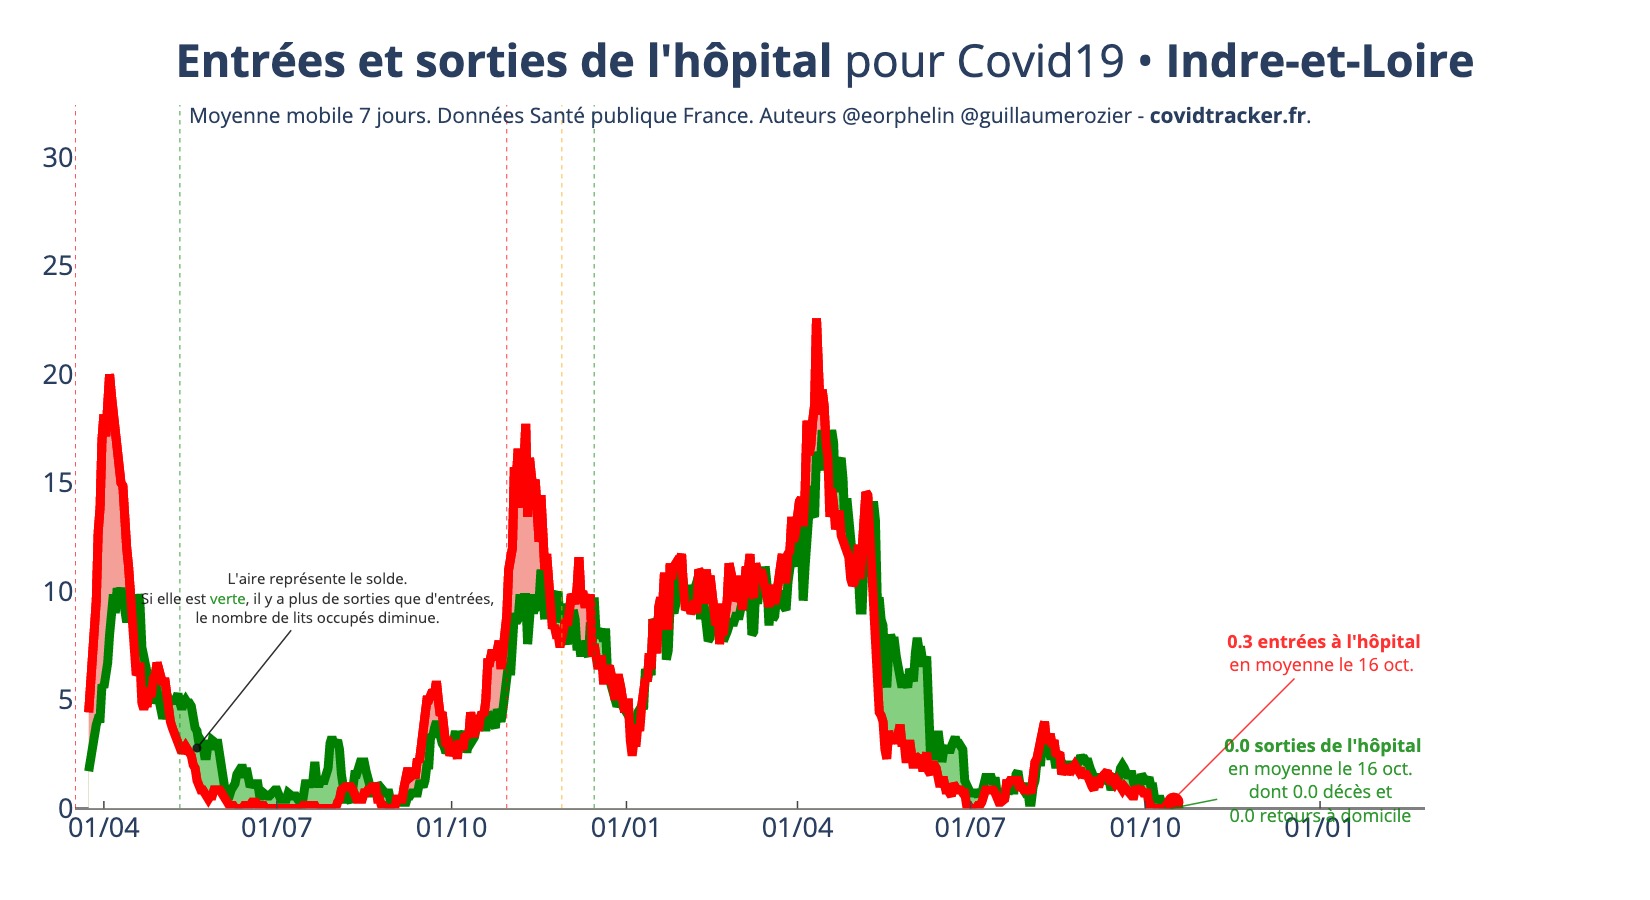 Entrées et sorties de l'hôpital pour Covid19 • Indre-et-Loire
Moyenne mobile 7 jours. Données Santé publique France. Auteurs @eorphelin @guillaumerozier - covidtracker.fr.
30
25
20
15
10
5
0
L'aire représente le solde.
Si elle est verte, il y a plus de sorties que d'entrées,
le nombre de lits occupés diminue.
0.3 entrées à l'hôpital
en moyenne le 16 oct.
0.0 sorties de l'hôpital
en moyenne le 16 oct.
dont 0.0 décès et
0.0 retours à domicile
01/04 01/07 01/10 01/01 01/04 01/07 01/10 01/01